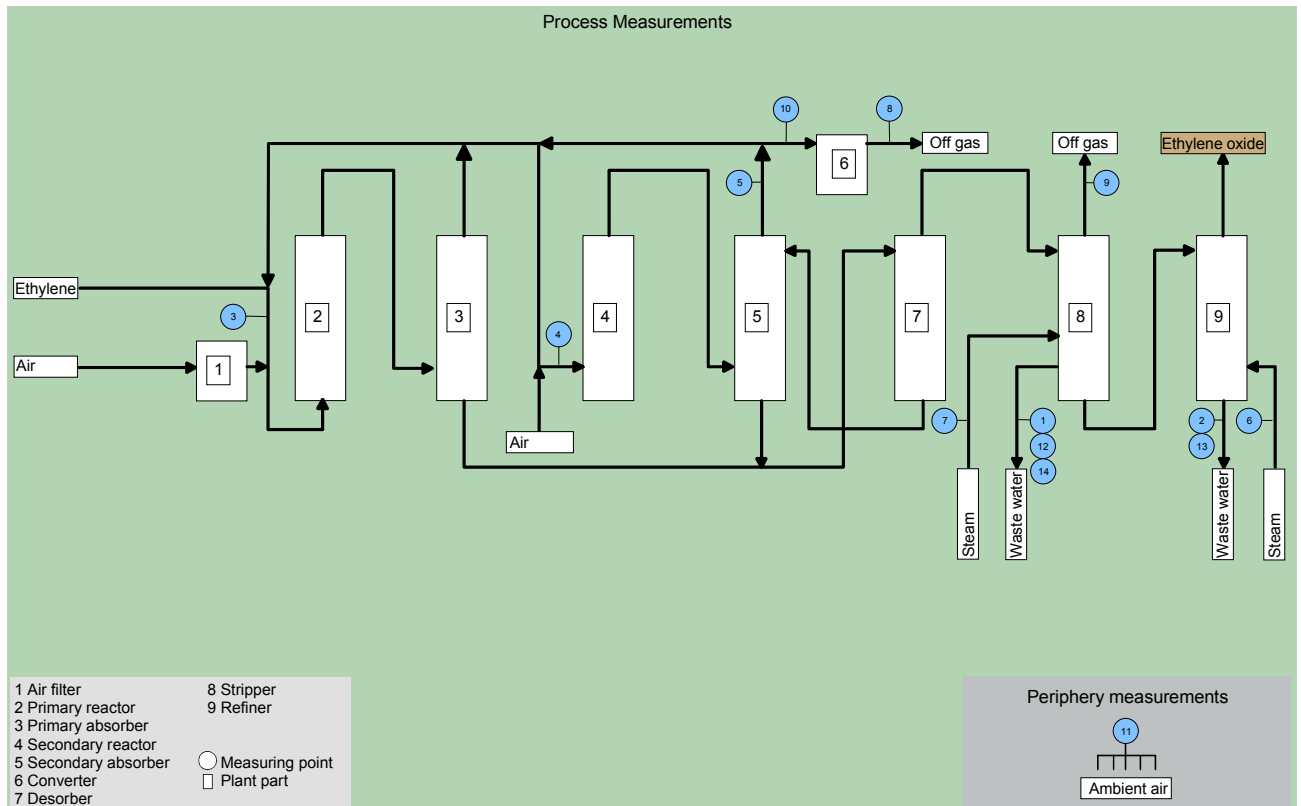 Process Measurements
10
8
Off gas
Off gas
Ethylene oxide
6
5
9
Ethylene
3
2
3
4
4
5
7
8
9
Air
1
Air
7
1
12
14
2
13
6
Steam
Waste water
Waste water
Steam
1 Air filter
2 Primary reactor
3 Primary absorber
4 Secondary reactor
5 Secondary absorber
6 Converter
7 Desorber
8 Stripper
9 Refiner
Measuring point
Plant part
Periphery measurements
11
Ambient air